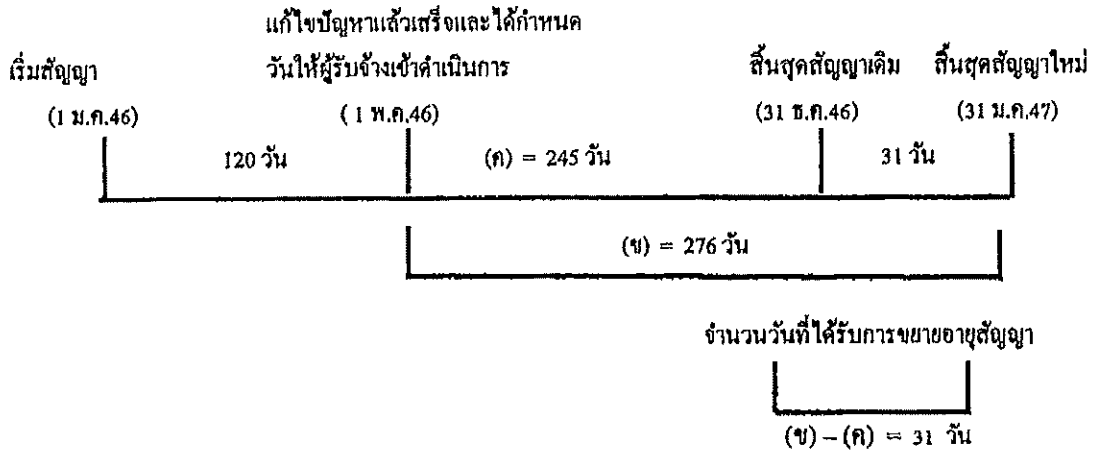 แก้ไขปัญหาแล้วเสร็จและได้กำหนด
เริ่มสัญญา วันให้ผู้รับจ้างเข้าดำเนินการ สิ้นสุดสัญญาเดิม สิ้นสุดสัญญาใหม่
(1 ม.ค.46) ( 1 พ.ค.46) (31 ธ.ค.46) (31 ม.ค.47)
120 วัน (ค) = 245 วัน 31 วัน
(ข) = 276 วัน
จำนวนวันที่ได้รับการขยายอายุสัญญา
(ข) – (ค) = 31 วัน